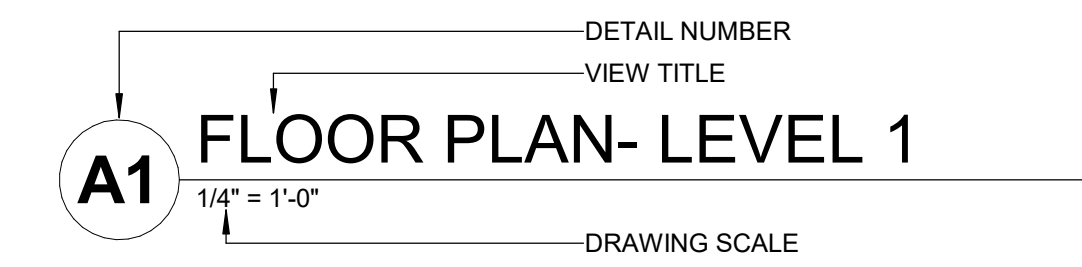 DETAIL NUMBER
VIEW TITLE
FLOOR PLAN- LEVEL 1
A1
1/4" = 1'-0"
DRAWING SCALE